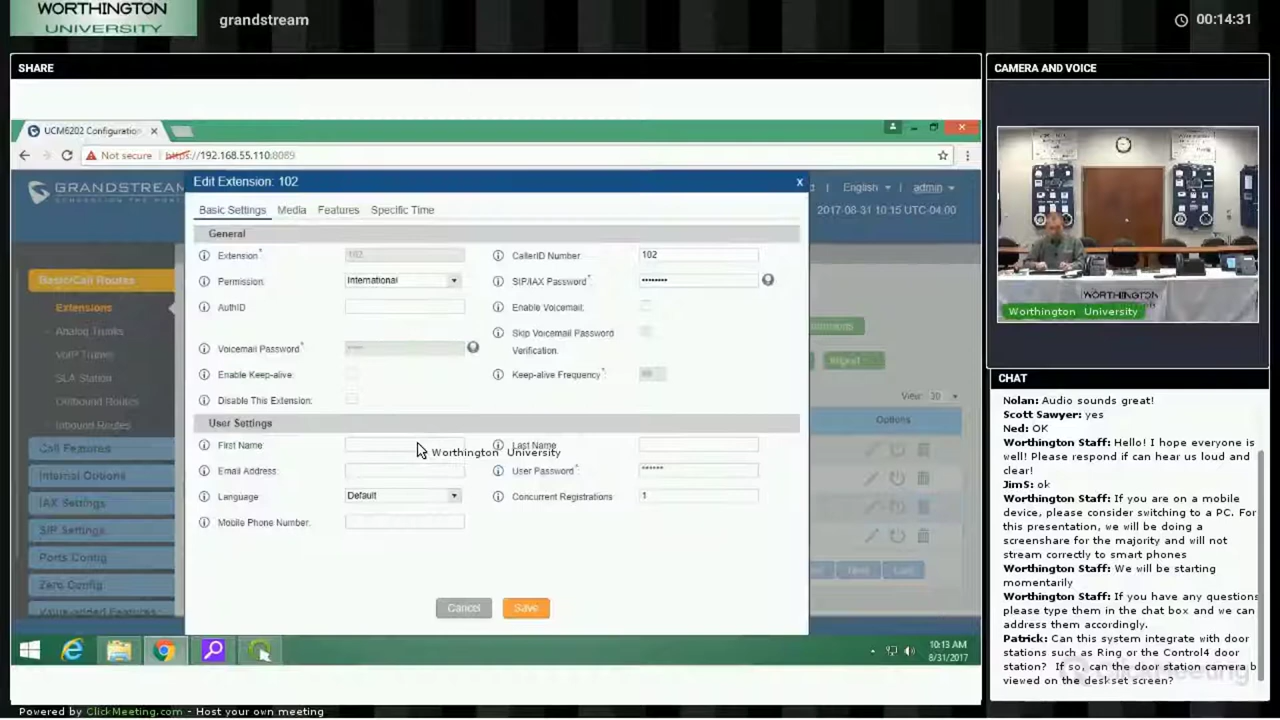 WORTHINGTON
UNIVERSITY
grandstream
00:14:31
SHARE
UCM6202 Configuration
Not secure
https://192.168.55.110:8089
GRANDSTREAM
English
admin
2017-08-31 10:15 UTC-04:00
Edit Extension: 102
X
Basic Settings
Media
Features
Specific Time
General
Extension*
102
CallerID Number:
102
Permission:
International
SIP/IAX Password*:
••••••••
AuthID
Enable Voicemail:
Voicemail Password*
Skip Voicemail Password
Verification:
Enable Keep-alive:
Keep-alive Frequency*:
Disable This Extension:
User Settings
First Name:
Last Name
Worthington University
Email Address:
User Password*:
••••••
Language
Default
Concurrent Registrations
1
Mobile Phone Number:
Cancel
Save
Basic/Call Routes
Extensions
Analog Trunks
VoIP Trunks
SLA Station
Outbound Routes
Inbound Routes
Call Features
Internal Options
IAX Settings
SIP Settings
Ports Config
Zero Config
Value-added Features
View: 30
Options
10:13 AM
8/31/2017
CAMERA AND VOICE
WORTHINGTON
Worthington University
CHAT
Nolan: Audio sounds great!
Scott Sawyer: yes
Ned: OK
Worthington Staff: Hello! I hope everyone is
well! Please respond if can hear us loud and
clear!
JimS: ok
Worthington Staff: If you are on a mobile
device, please consider switching to a PC. For
this presentation, we will be doing a
screenshare for the majority and will not
stream correctly to smart phones
Worthington Staff: We will be starting
momentarily
Worthington Staff: If you have any questions
please type them in the chat box and we can
address them accordingly.
Patrick: Can this system integrate with door
stations such as Ring or the Control4 door
station? If so, can the door station camera b
viewed on the deskset screen?
ClickMeeting
Powered by ClickMeeting.com - Host your own meeting